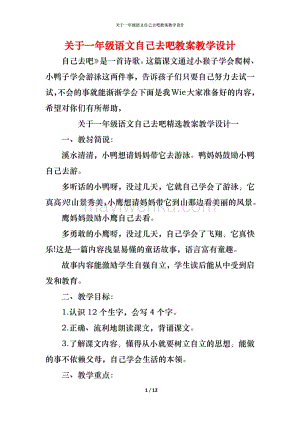 关于一年级语文自己去吧教案教学设计
关于一年级语文自己去吧教案教学设计
自己去吧》是一首诗歌。这篇课文通过小猴子学会爬树、
小鸭子学会游泳这两件事，告诉孩子们只要自己努力去做，不
会的事就能渐渐学会下面是我Wie大家准备好的内容，
希望对你们有所帮助，
关于一年级语文自己去吧精选教案教学设计一
一、教材简说：
溪水清清，小鸭想请妈妈带它去游泳。鸭妈妈鼓励小鸭
自己去游。
多听话的小鸭呀，没过几天，它就自己学会了游泳。它
真高兴山景秀美，小鹰想请妈妈带它到山那边看美丽的风景。
鹰妈妈鼓励小鹰自己去看。
多勇敢的小鹰呀，没过几天，它就自己学会了飞翔。它真快
乐!这是一篇内容浅显易懂的童话故事，语言富有童趣。
故事内容能激励学生自强自立，学生读后能从中受到启
发和教育。
二、教学目标：
1.认识12个生字，会写4个字。
2.正确、流利地朗读课文，背诵课文。
3.了解课文内容，懂得从小就要树立自立的思想，能做
的事不依赖父母，自己学会生活的本领。
三、教学重点：
1 / 12